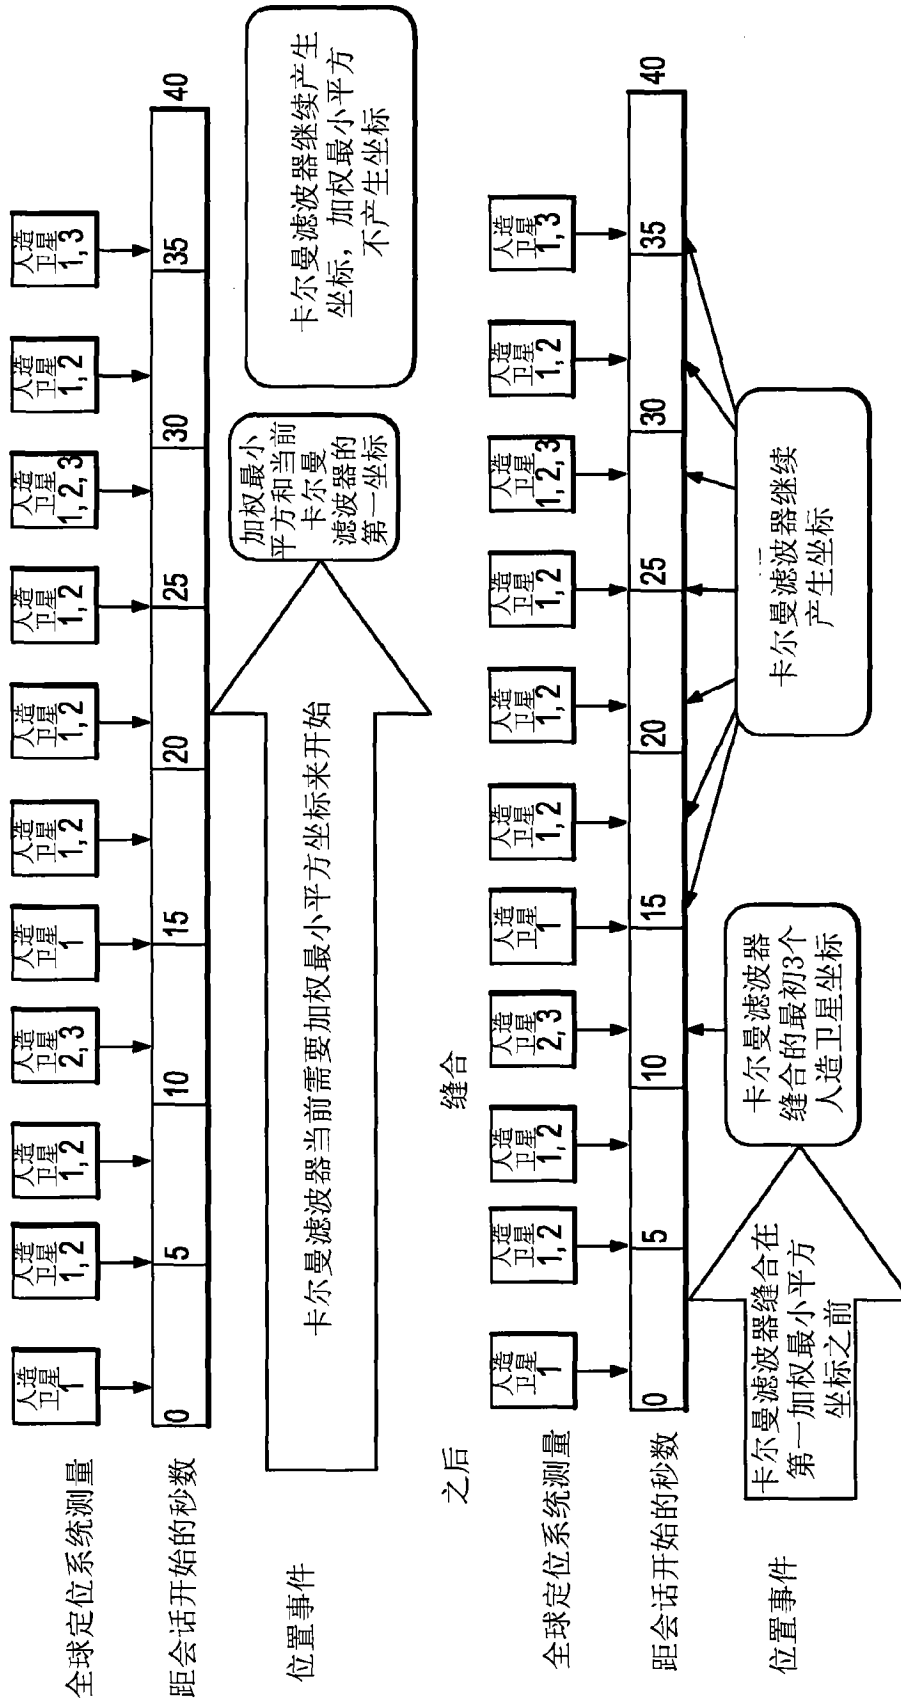 全球定位系统测量
人造
卫星
1
人造
卫星
1, 2
人造
卫星
1, 2
人造
卫星
2, 3
人造
卫星
1
人造
卫星
1, 2
人造
卫星
1, 2
人造
卫星
1, 2
人造
卫星
1, 2, 3
人造
卫星
1, 2
人造
卫星
1, 3
距会话开始的秒数
0 5 10 15 20 25 30 35 40
位置事件
卡尔曼滤波器当前需要加权最小平方坐标来开始
加权最小
平方和当前
卡尔曼
滤波器的
第一坐标
卡尔曼滤波器继续产生
坐标，加权最小平方
不产生坐标
之后
缝合
全球定位系统测量
人造
卫星
1
人造
卫星
1, 2
人造
卫星
1, 2
人造
卫星
2, 3
人造
卫星
1
人造
卫星
1, 2
人造
卫星
1, 2
人造
卫星
1, 2
人造
卫星
1, 2, 3
人造
卫星
1, 2
人造
卫星
1, 3
距会话开始的秒数
0 5 10 15 20 25 30 35 40
位置事件
卡尔曼滤波器缝合在
第一加权最小平方
坐标之前
卡尔曼滤波器
缝合的最初3个
人造卫星坐标
卡尔曼滤波器继续
产生坐标